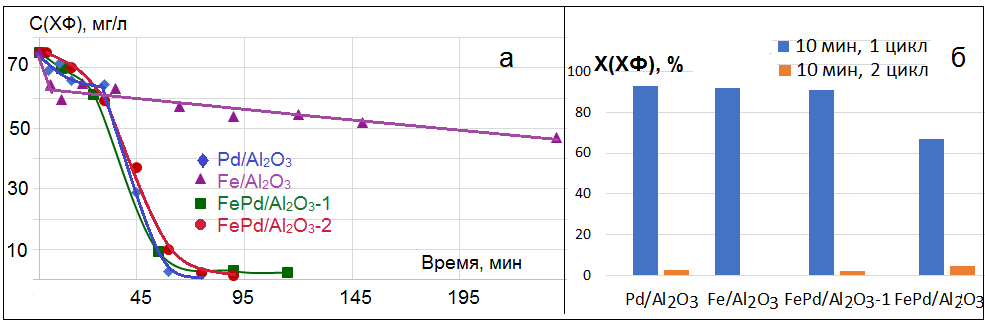 С(ХФ), мг/л
а
70
50
30
10
Pd/Al2O3
Fe/Al2O3
FePd/Al2O3-1
FePd/Al2O3-2
Время, мин
45 95 145 195
10 мин, 1 цикл
10 мин, 2 цикл
б
Х(ХФ), %
100
80
60
40
20
0
Pd/Al2O3 Fe/Al2O3 FePd/Al2O3-1 FePd/Al2O3